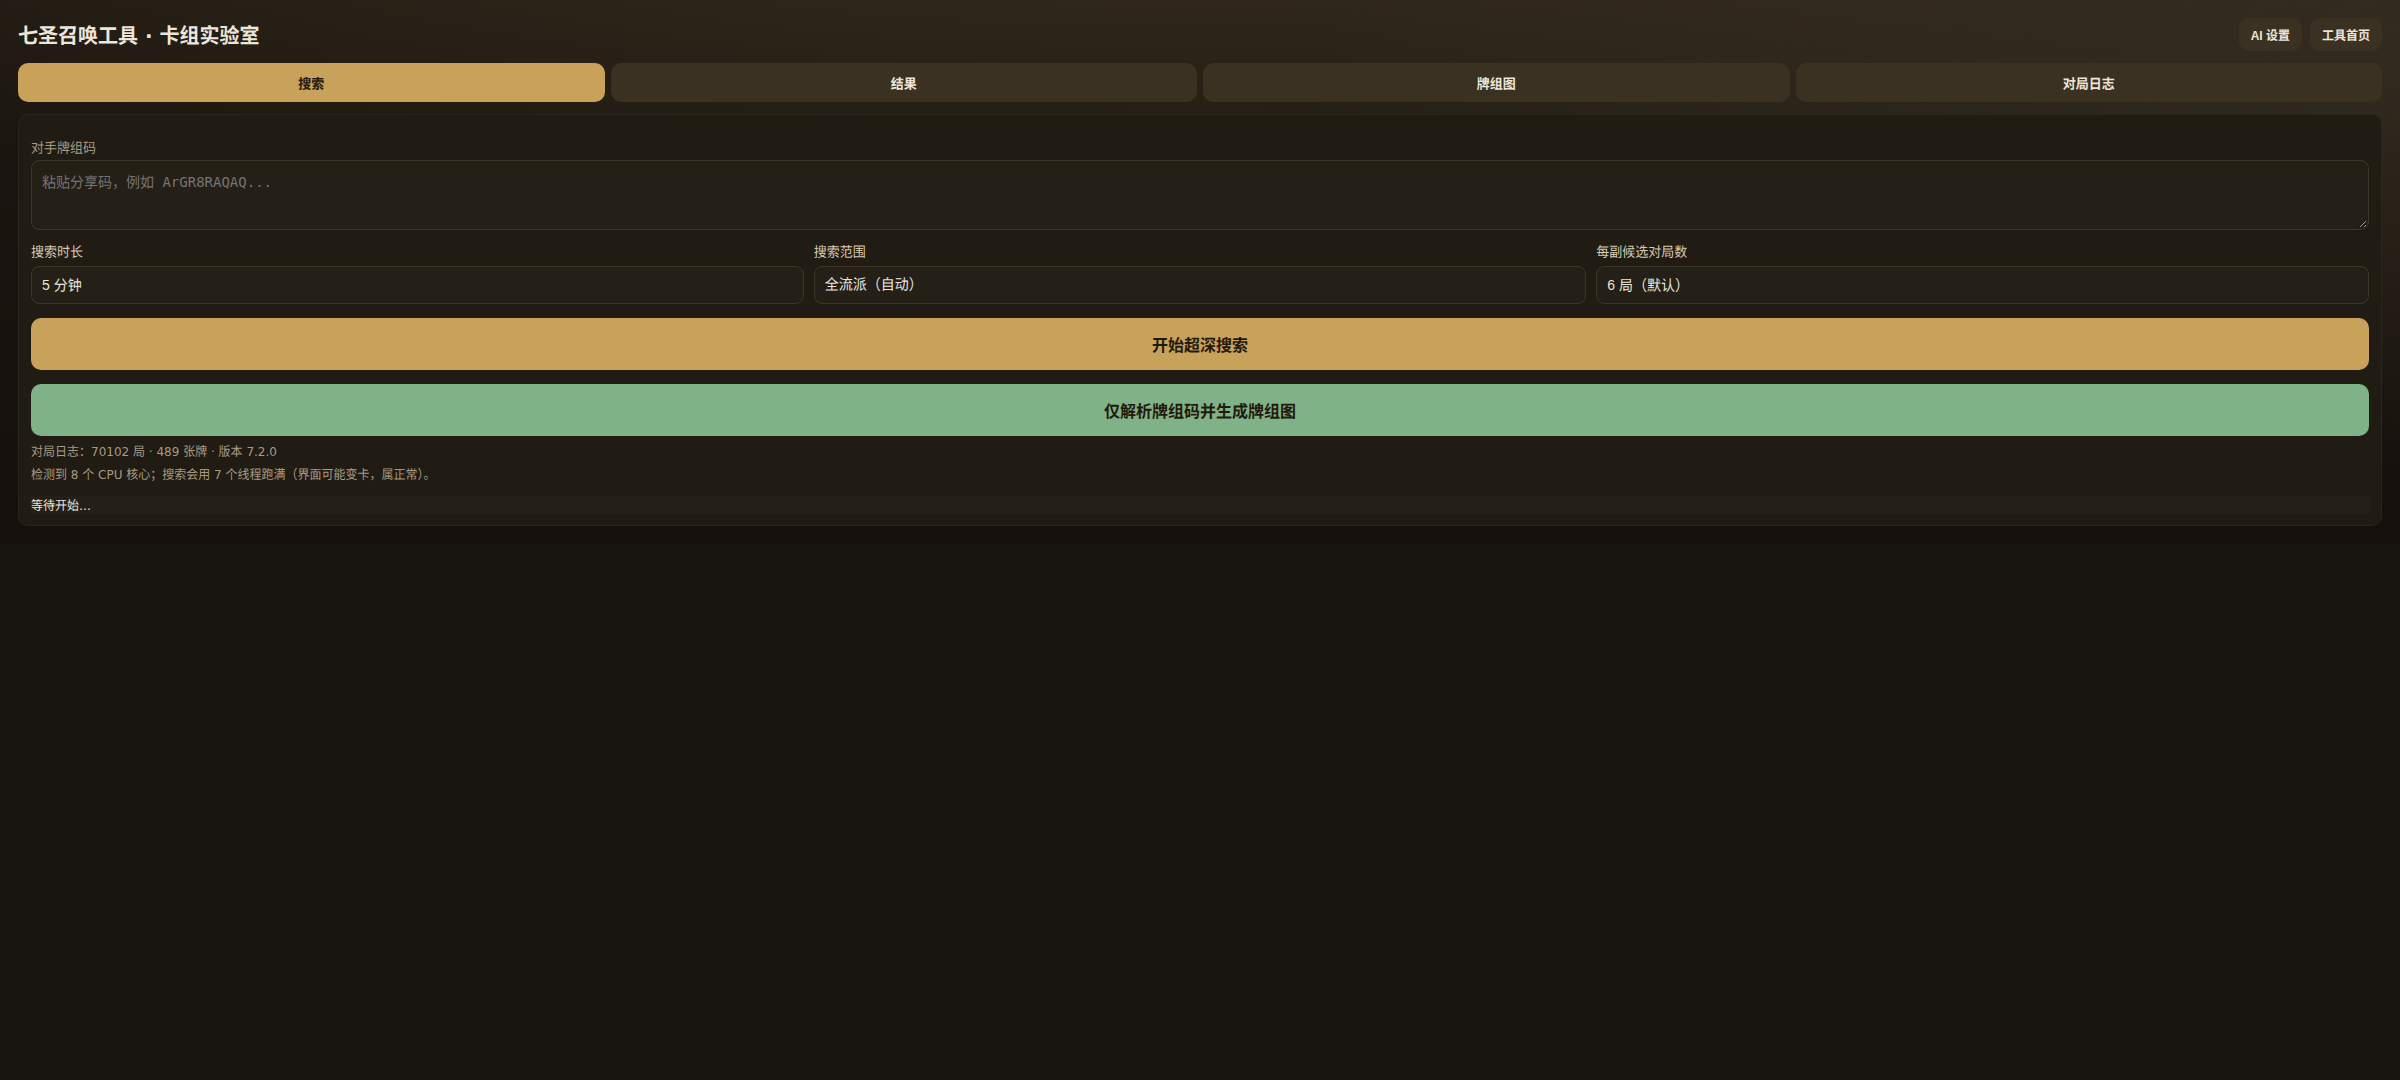 七圣召唤工具 · 卡组实验室
AI 设置
工具首页
搜索
结果
牌组图
对局日志
对手牌组码
粘贴分享码，例如 ArGR8RAQAQ...
搜索时长
搜索范围
每副候选对局数
5 分钟
全流派（自动）
6 局（默认）
开始超深搜索
仅解析牌组码并生成牌组图
对局日志：70102 局 · 489 张牌 · 版本 7.2.0
检测到 8 个 CPU 核心；搜索会用 7 个线程跑满（界面可能变卡，属正常）。
等待开始…